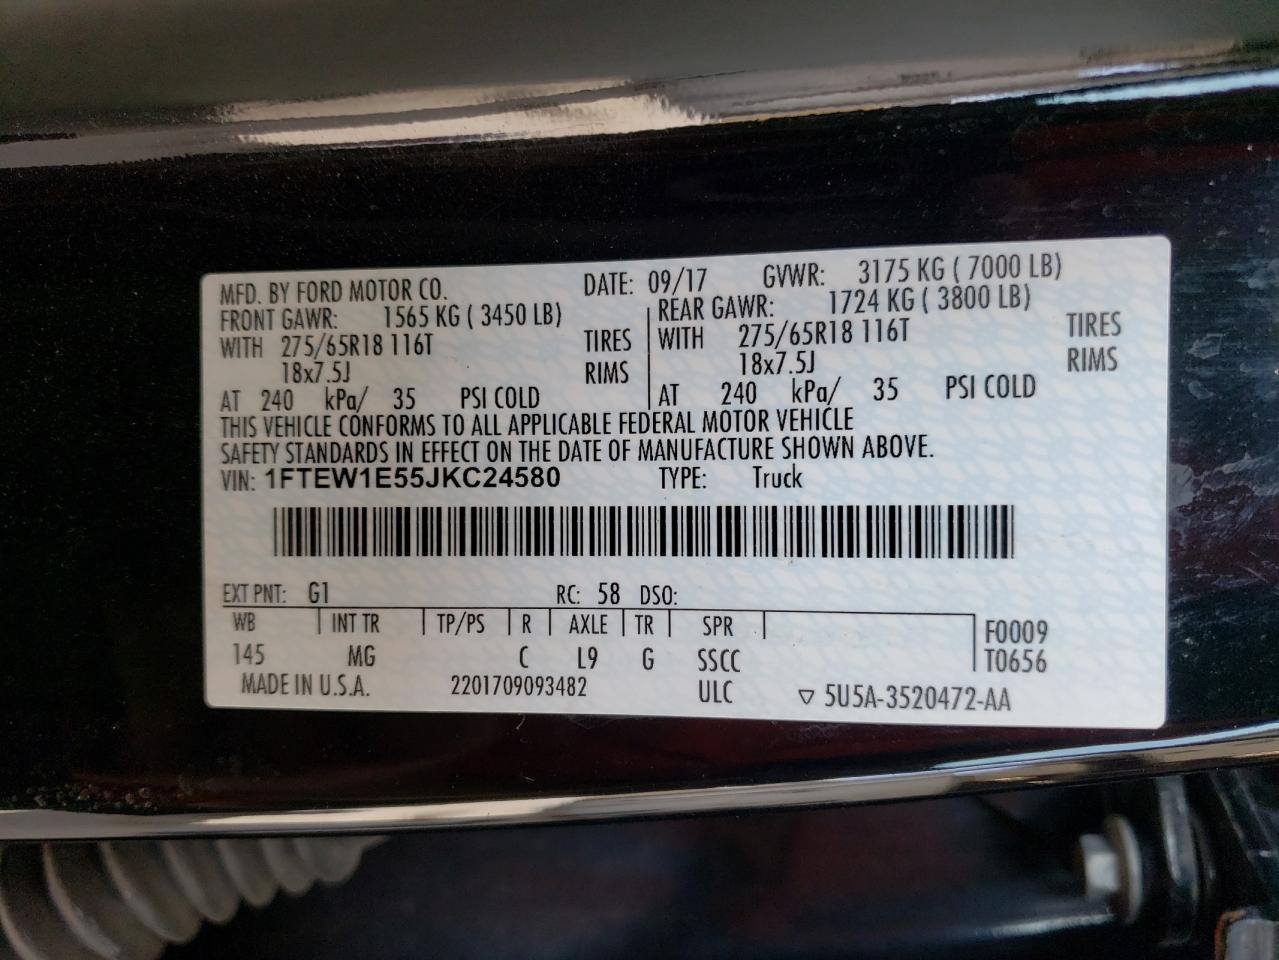 MFD. BY FORD MOTOR CO. DATE: 09/17 GVWR: 3175 KG ( 7000 LB)
FRONT GAWR: 1565 KG ( 3450 LB) REAR GAWR: 1724 KG ( 3800 LB)
WITH 275/65R18 116T TIRES WITH 275/65R18 116T TIRES
18x7.5J RIMS 18x7.5J RIMS
AT 240 kPa/ 35 PSI COLD AT 240 kPa/ 35 PSI COLD
THIS VEHICLE CONFORMS TO ALL APPLICABLE FEDERAL MOTOR VEHICLE
SAFETY STANDARDS IN EFFECT ON THE DATE OF MANUFACTURE SHOWN ABOVE.
VIN: 1FTEW1E55JKC24580 TYPE: Truck
EXT PNT: G1 RC: 58 DSO:
WB INT TR TP/PS R AXLE TR SPR F0009
145 MG C L9 G SSCC T0656
MADE IN U.S.A. 2201709093482 ULC ▽ 5U5A-3520472-AA